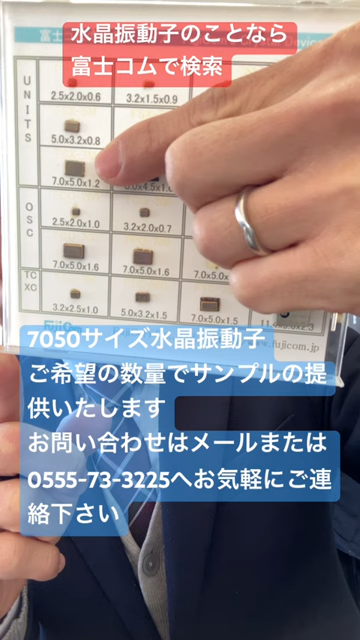 水晶振動子のことなら
富士コムで検索
富士コ
UNITS
2.5x2.0x0.6
3.2x1.5x0.9
5.0x3.2x0.8
7.0x5.0x1.2
OSC
2.5x2.0x1.0
3.2x2.0x0.7
7.0x5.0x1.6
7.0x5.0x1.6
TC
XO
3.2x2.5x1.0
5.0x3.2x1.5
7.0x5.0x1.5
.fujicom.jp
7050サイズ水晶振動子
ご希望の数量でサンプルの提
供いたします
お問い合わせはメールまたは
0555-73-3225へお気軽にご連
絡下さい